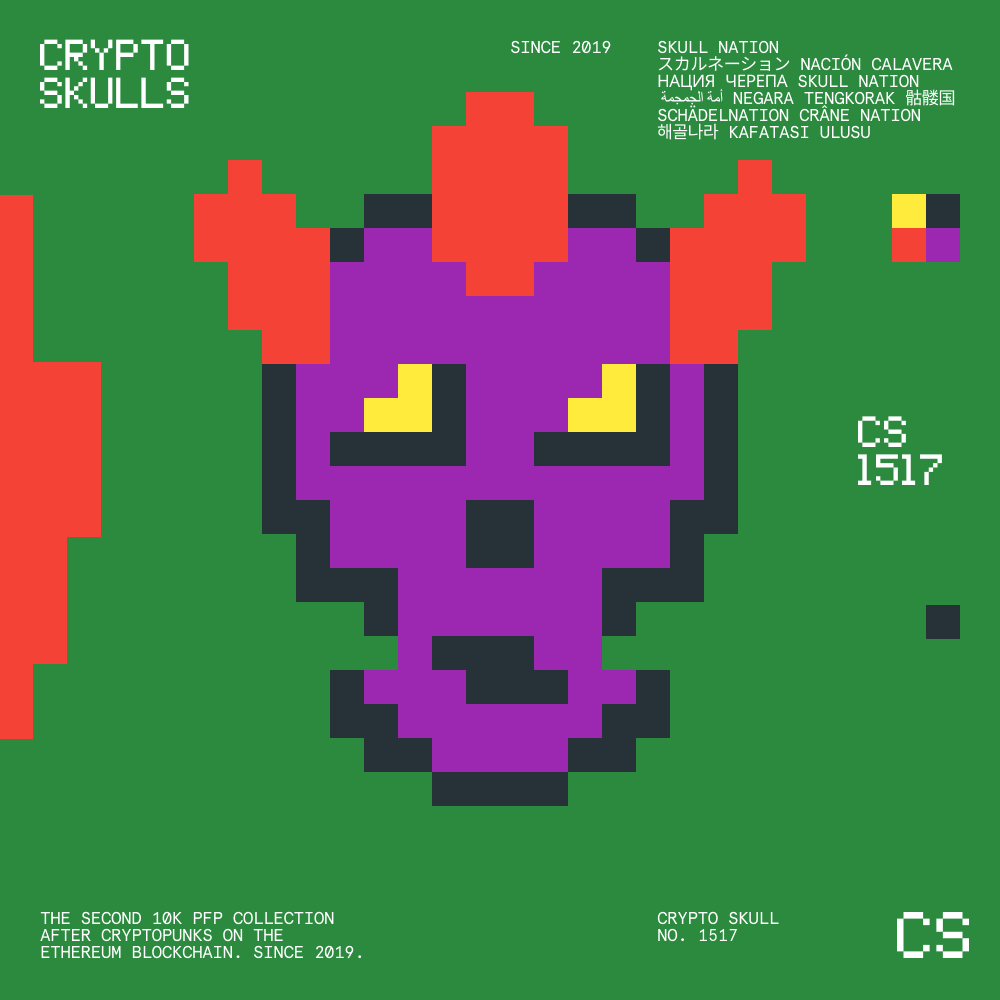 CRYPTO
SKULLS
SINCE 2019
SKULL NATION
スカルネーション NACIÓN CALAVERA
НАЦИЯ ЧЕРЕПА SKULL NATION
أمة الجمجمة NEGARA TENGKORAK 骷髅国
SCHÄDELNATION CRÂNE NATION
해골나라 KAFATASI ULUSU
CS
1517
THE SECOND 10K PFP COLLECTION
AFTER CRYPTOPUNKS ON THE
ETHEREUM BLOCKCHAIN. SINCE 2019.
CRYPTO SKULL
NO. 1517
CS